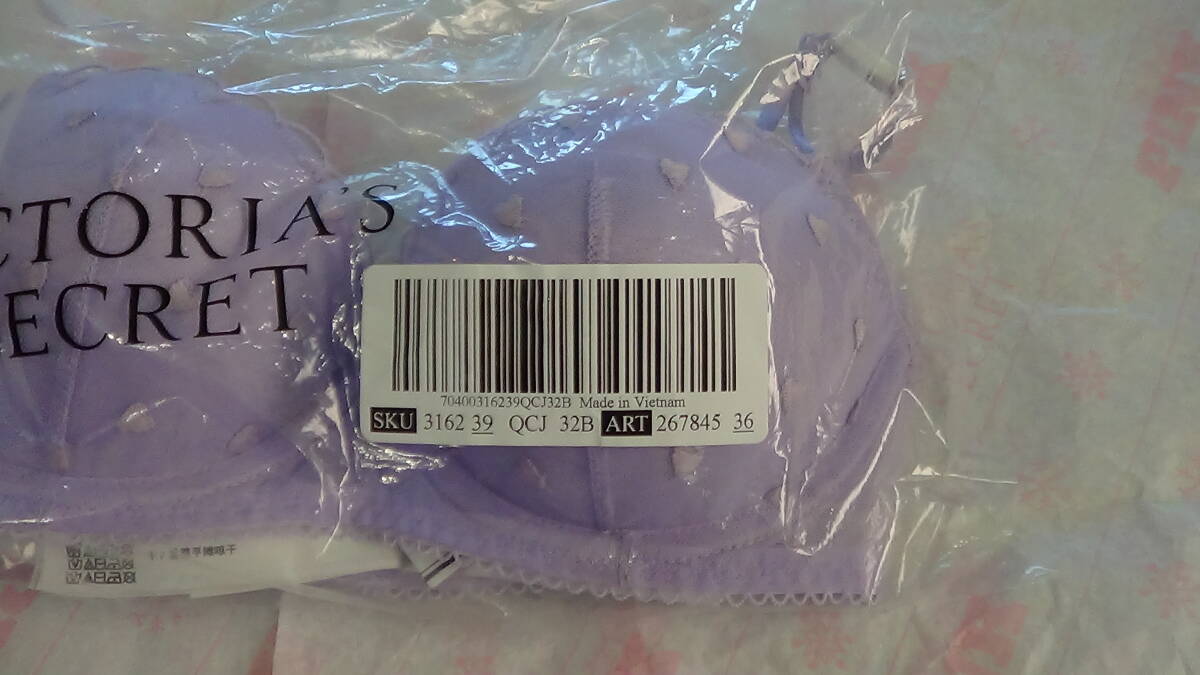 CTORIA'S
ECRET
70400316239QCJ32B Made in Vietnam
SKU 3162 39 QCJ 32B ART 267845 36